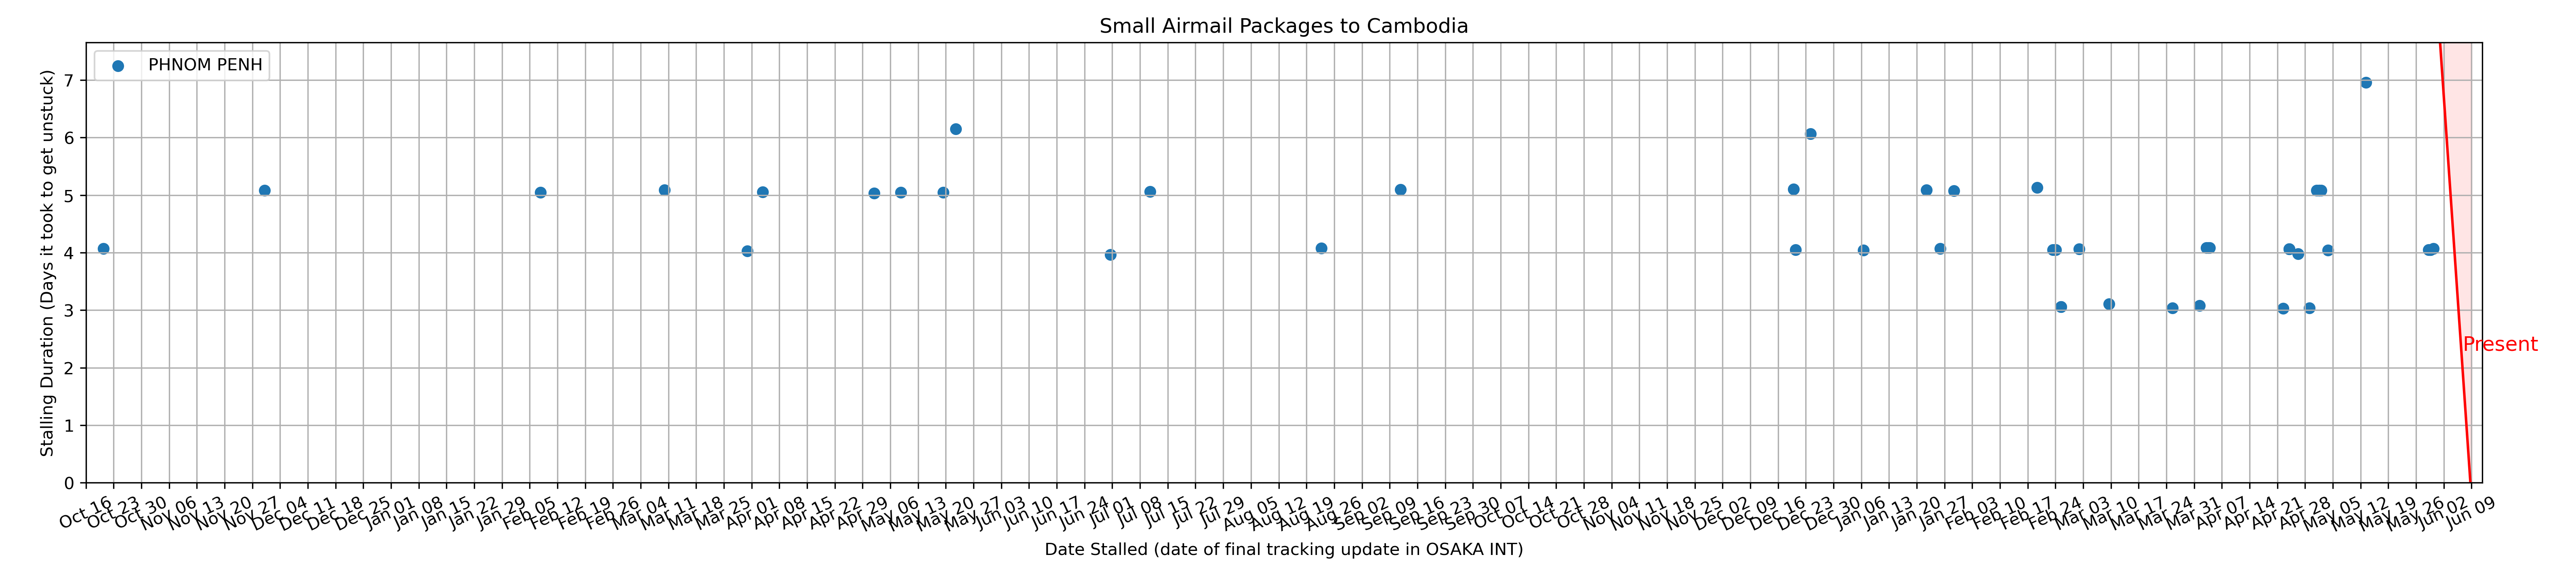 Small Airmail Packages to Cambodia
PHNOM PENH
Stalling Duration (Days it took to get unstuck)
7
6
5
4
3
2
1
0
Present
Oct 16
Oct 23
Oct 30
Nov 06
Nov 13
Nov 20
Nov 27
Dec 04
Dec 11
Dec 18
Dec 25
Jan 01
Jan 08
Jan 15
Jan 22
Jan 29
Feb 05
Feb 12
Feb 19
Feb 26
Mar 04
Mar 11
Mar 18
Mar 25
Apr 01
Apr 08
Apr 15
Apr 22
Apr 29
May 06
May 13
May 20
May 27
Jun 03
Jun 10
Jun 17
Jun 24
Jul 01
Jul 08
Jul 15
Jul 22
Jul 29
Aug 05
Aug 12
Aug 19
Aug 26
Sep 02
Sep 09
Sep 16
Sep 23
Sep 30
Oct 07
Oct 14
Oct 21
Oct 28
Nov 04
Nov 11
Nov 18
Nov 25
Dec 02
Dec 09
Dec 16
Dec 23
Dec 30
Jan 06
Jan 13
Jan 20
Jan 27
Feb 03
Feb 10
Feb 17
Feb 24
Mar 03
Mar 10
Mar 17
Mar 24
Mar 31
Apr 07
Apr 14
Apr 21
Apr 28
May 05
May 12
May 19
May 26
Jun 02
Jun 09
Date Stalled (date of final tracking update in OSAKA INT)